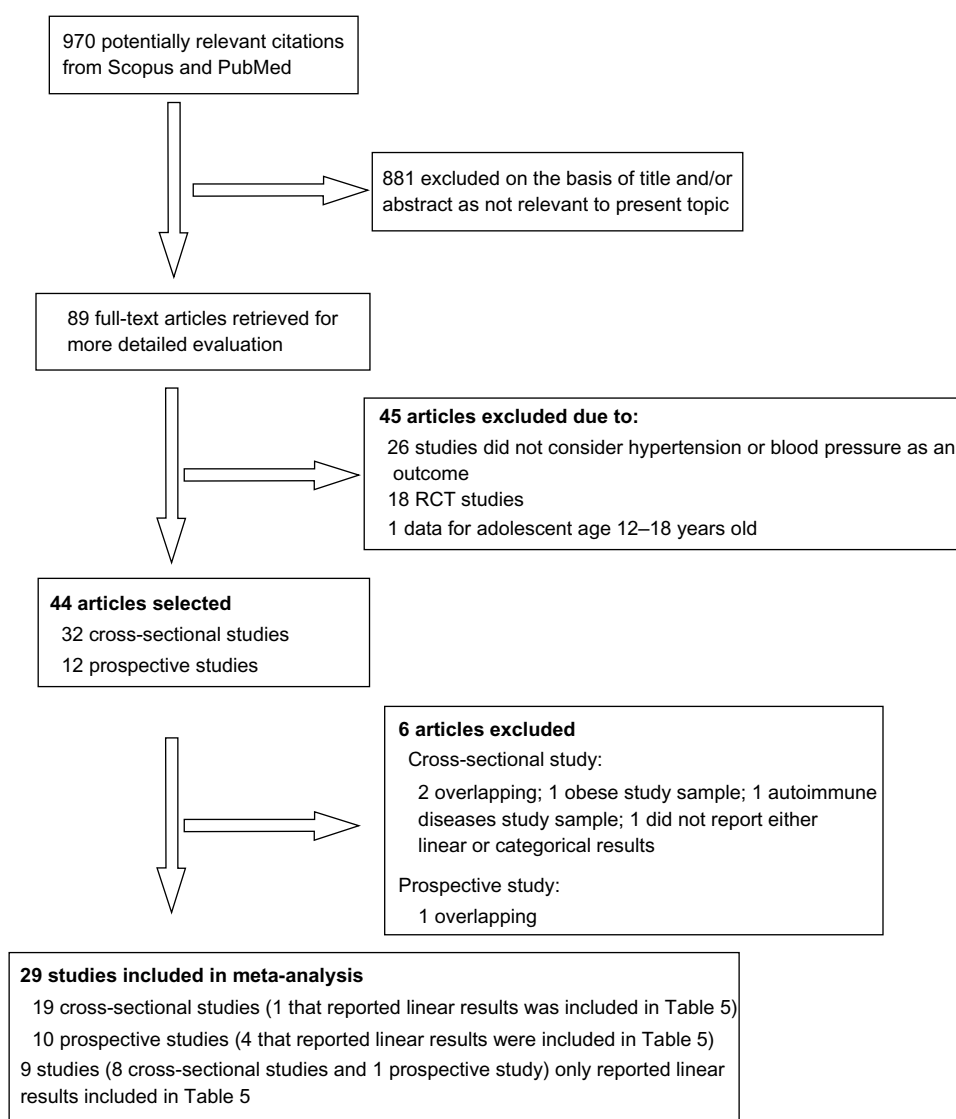 970 potentially relevant citations
from Scopus and PubMed
881 excluded on the basis of title and/or
abstract as not relevant to present topic
89 full-text articles retrieved for
more detailed evaluation
45 articles excluded due to:
26 studies did not consider hypertension or blood pressure as an
outcome
18 RCT studies
1 data for adolescent age 12–18 years old
44 articles selected
32 cross-sectional studies
12 prospective studies
6 articles excluded
Cross-sectional study:
2 overlapping; 1 obese study sample; 1 autoimmune
diseases study sample; 1 did not report either
linear or categorical results
Prospective study:
1 overlapping
29 studies included in meta-analysis
19 cross-sectional studies (1 that reported linear results was included in Table 5)
10 prospective studies (4 that reported linear results were included in Table 5)
9 studies (8 cross-sectional studies and 1 prospective study) only reported linear
results included in Table 5